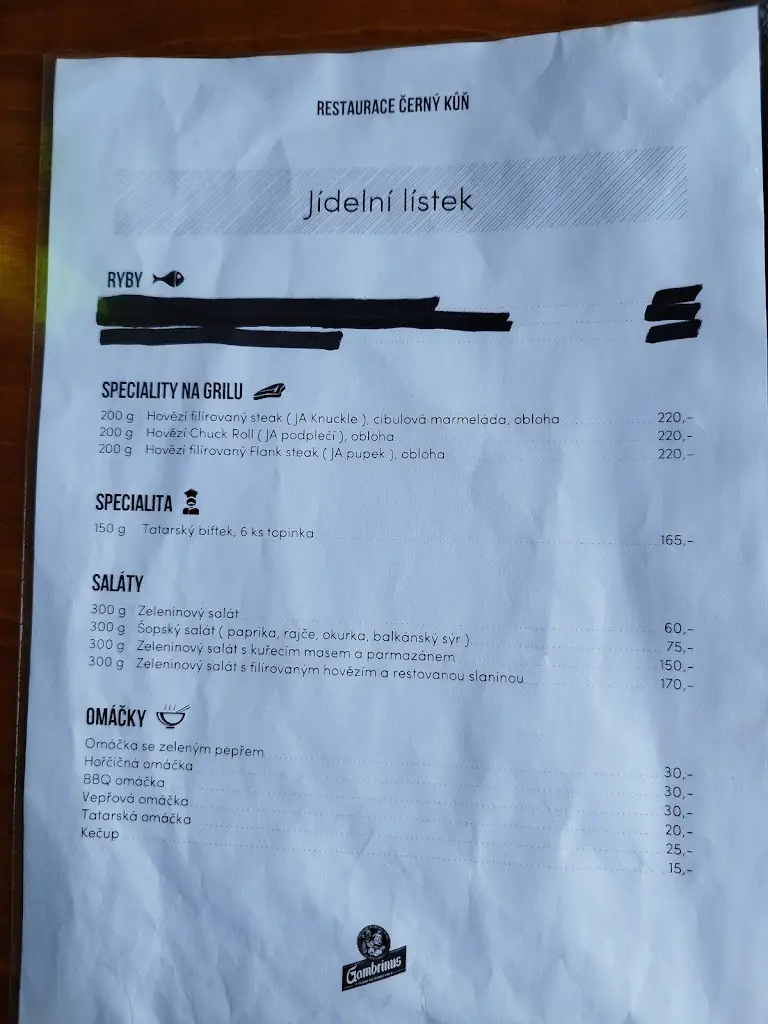 RESTAURACE ČERNÝ KŮŇ
Jídelní lístek
RYBY
SPECIALITY NA GRILU
200 g Hovězí filírovaný steak ( JA Knuckle ), cibulová marmeláda, obloha 220,-
200 g Hovězí Chuck Roll ( JA podplečí ), obloha 220,-
200 g Hovězí filírovaný Flank steak ( JA pupek ), obloha 220,-
SPECIALITA
150 g Tatarský biftek, 6 ks topinka 165,-
SALÁTY
300 g Zeleninový salát 60,-
300 g Šopský salát ( paprika, rajče, okurka, balkánský sýr ) 75,-
300 g Zeleninový salát s kuřecím masem a parmazánem 150,-
300 g Zeleninový salát s filírovaným hovězím a restovanou slaninou 170,-
OMÁČKY
Omáčka se zeleným pepřem 30,-
Hořčičná omáčka 30,-
BBQ omáčka 30,-
Vepřová omáčka 20,-
Tatarská omáčka 25,-
Kečup 15,-
Gambrinus